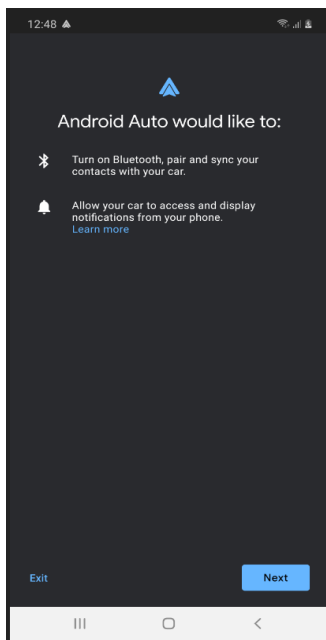 12:48
Android Auto would like to:
Turn on Bluetooth, pair and sync your
contacts with your car.
Allow your car to access and display
notifications from your phone.
Learn more
Exit
Next